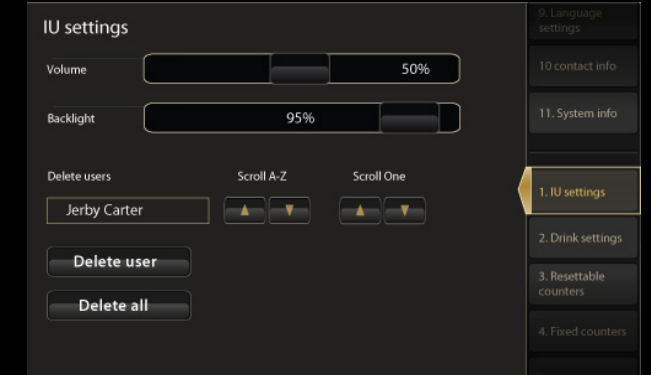 IU settings
Volume
50%
Backlight
95%
Delete users
Scroll A-Z
Scroll One
Jerby Carter
Delete user
Delete all
9. Language
settings
10 contact info
11. System info
1. IU settings
2. Drink settings
3. Resettable
counters
4. Fixed counters